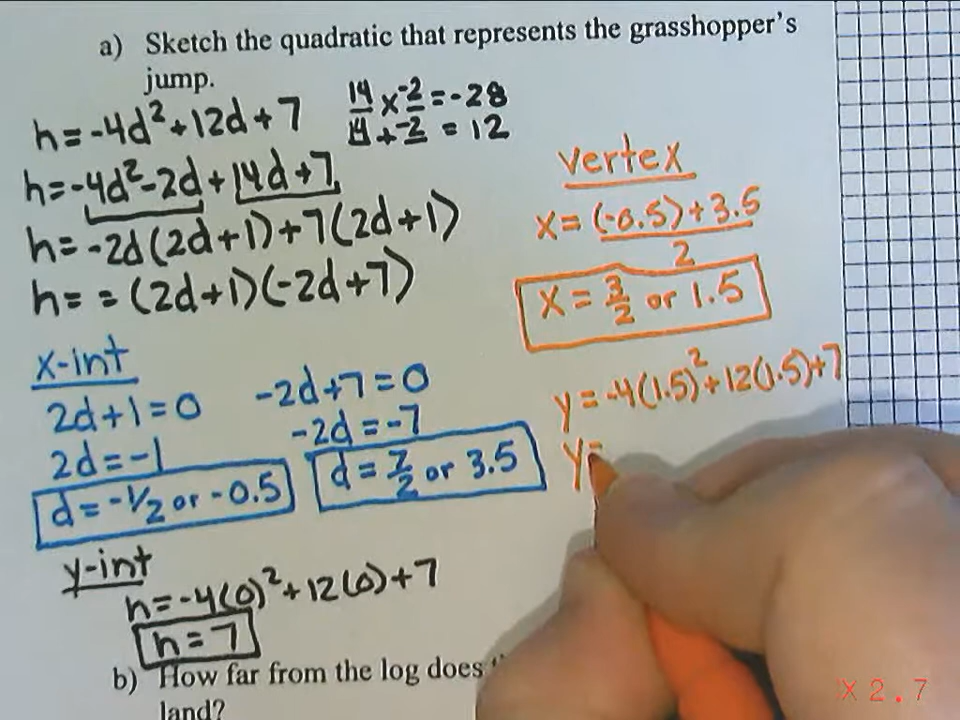 a) Sketch the quadratic that represents the grasshopper's
jump.
h=-4d²+12d+7
14 x -2 = -28
14 + -2 = 12
h=-4d²-2d+14d+7
h=-2d(2d+1)+7(2d+1)
h= =(2d+1)(-2d+7)
vertex
x=(-0.5)+3.5
2
x=3/2 or 1.5
x-int
2d+1=0
-2d+7=0
2d=-1
-2d=-7
d=-1/2 or -0.5
d=7/2 or 3.5
y=-4(1.5)²+12(1.5)+7
y=
y-int
h=-4(0)²+12(0)+7
h=7
b) How far from the log does
land?
X2.7